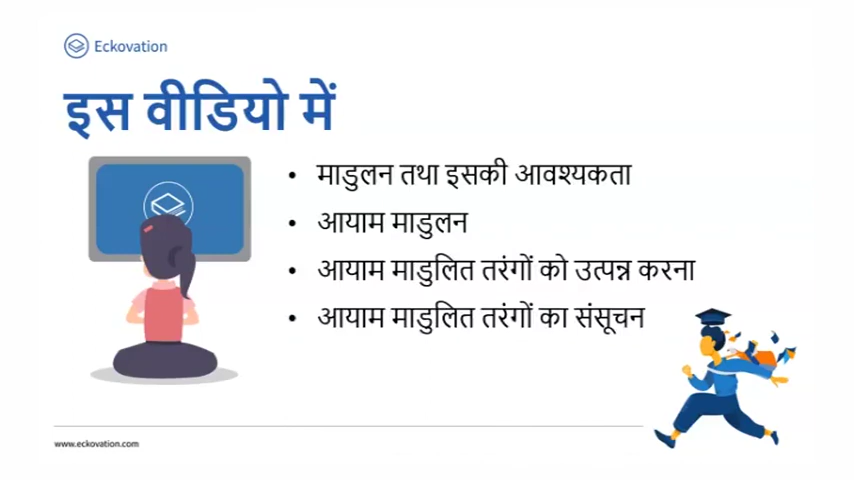 Eckovation
इस वीडियो में
• माडुलन तथा इसकी आवश्यकता
• आयाम माडुलन
• आयाम माडुलित तरंगों को उत्पन्न करना
• आयाम माडुलित तरंगों का संसूचन
www.eckovation.com